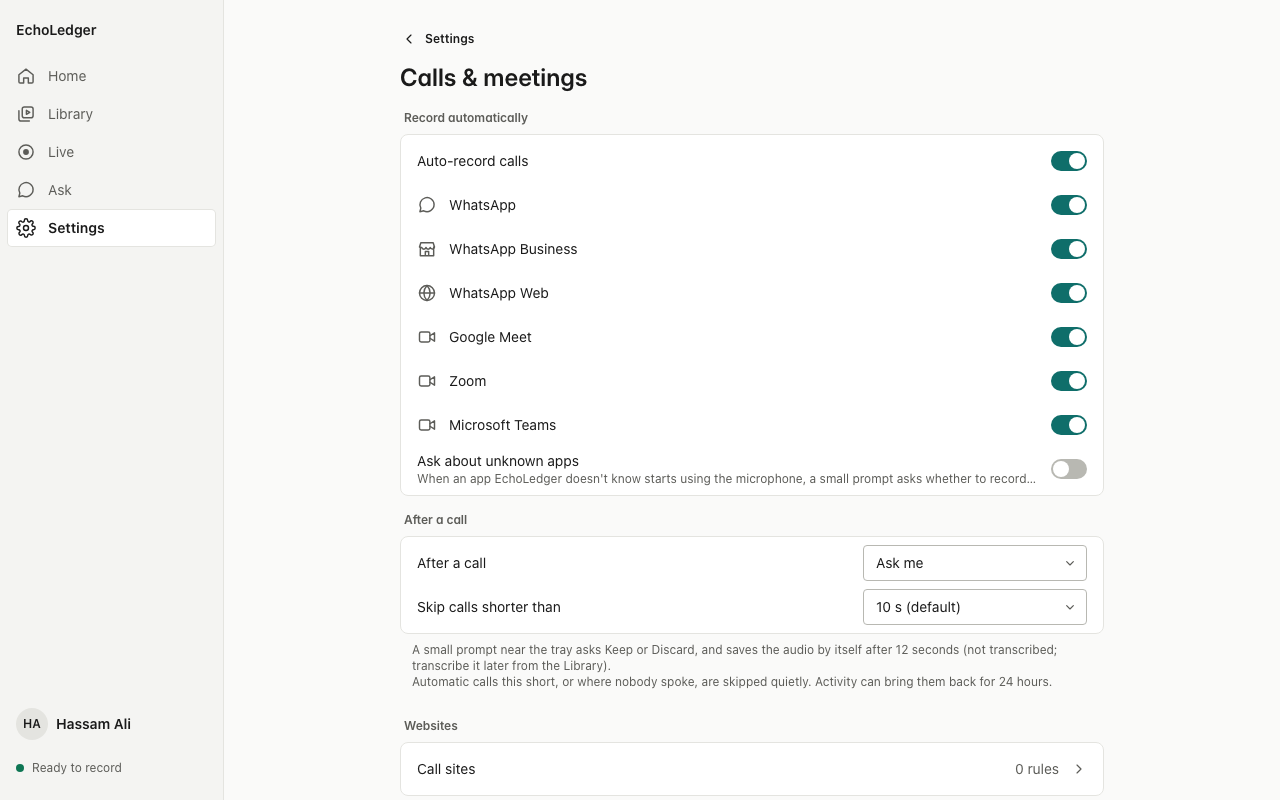 EchoLedger
Home
Library
Live
Ask
Settings
HA
Hassam Ali
Ready to record
Settings
Calls & meetings
Record automatically
Auto-record calls
WhatsApp
WhatsApp Business
WhatsApp Web
Google Meet
Zoom
Microsoft Teams
Ask about unknown apps
When an app EchoLedger doesn't know starts using the microphone, a small prompt asks whether to record...
After a call
After a call
Ask me
Skip calls shorter than
10 s (default)
A small prompt near the tray asks Keep or Discard, and saves the audio by itself after 12 seconds (not transcribed;
transcribe it later from the Library).
Automatic calls this short, or where nobody spoke, are skipped quietly. Activity can bring them back for 24 hours.
Websites
Call sites
0 rules